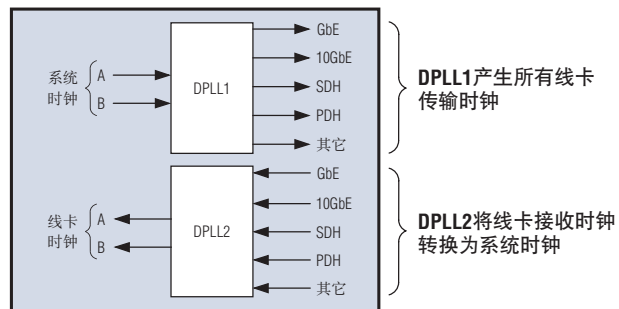 系统
时钟
A
B
DPLL1
GbE
10GbE
SDH
PDH
其它
DPLL1产生所有线卡
传输时钟
线卡
时钟
A
B
DPLL2
GbE
10GbE
SDH
PDH
其它
DPLL2将线卡接收时钟
转换为系统时钟